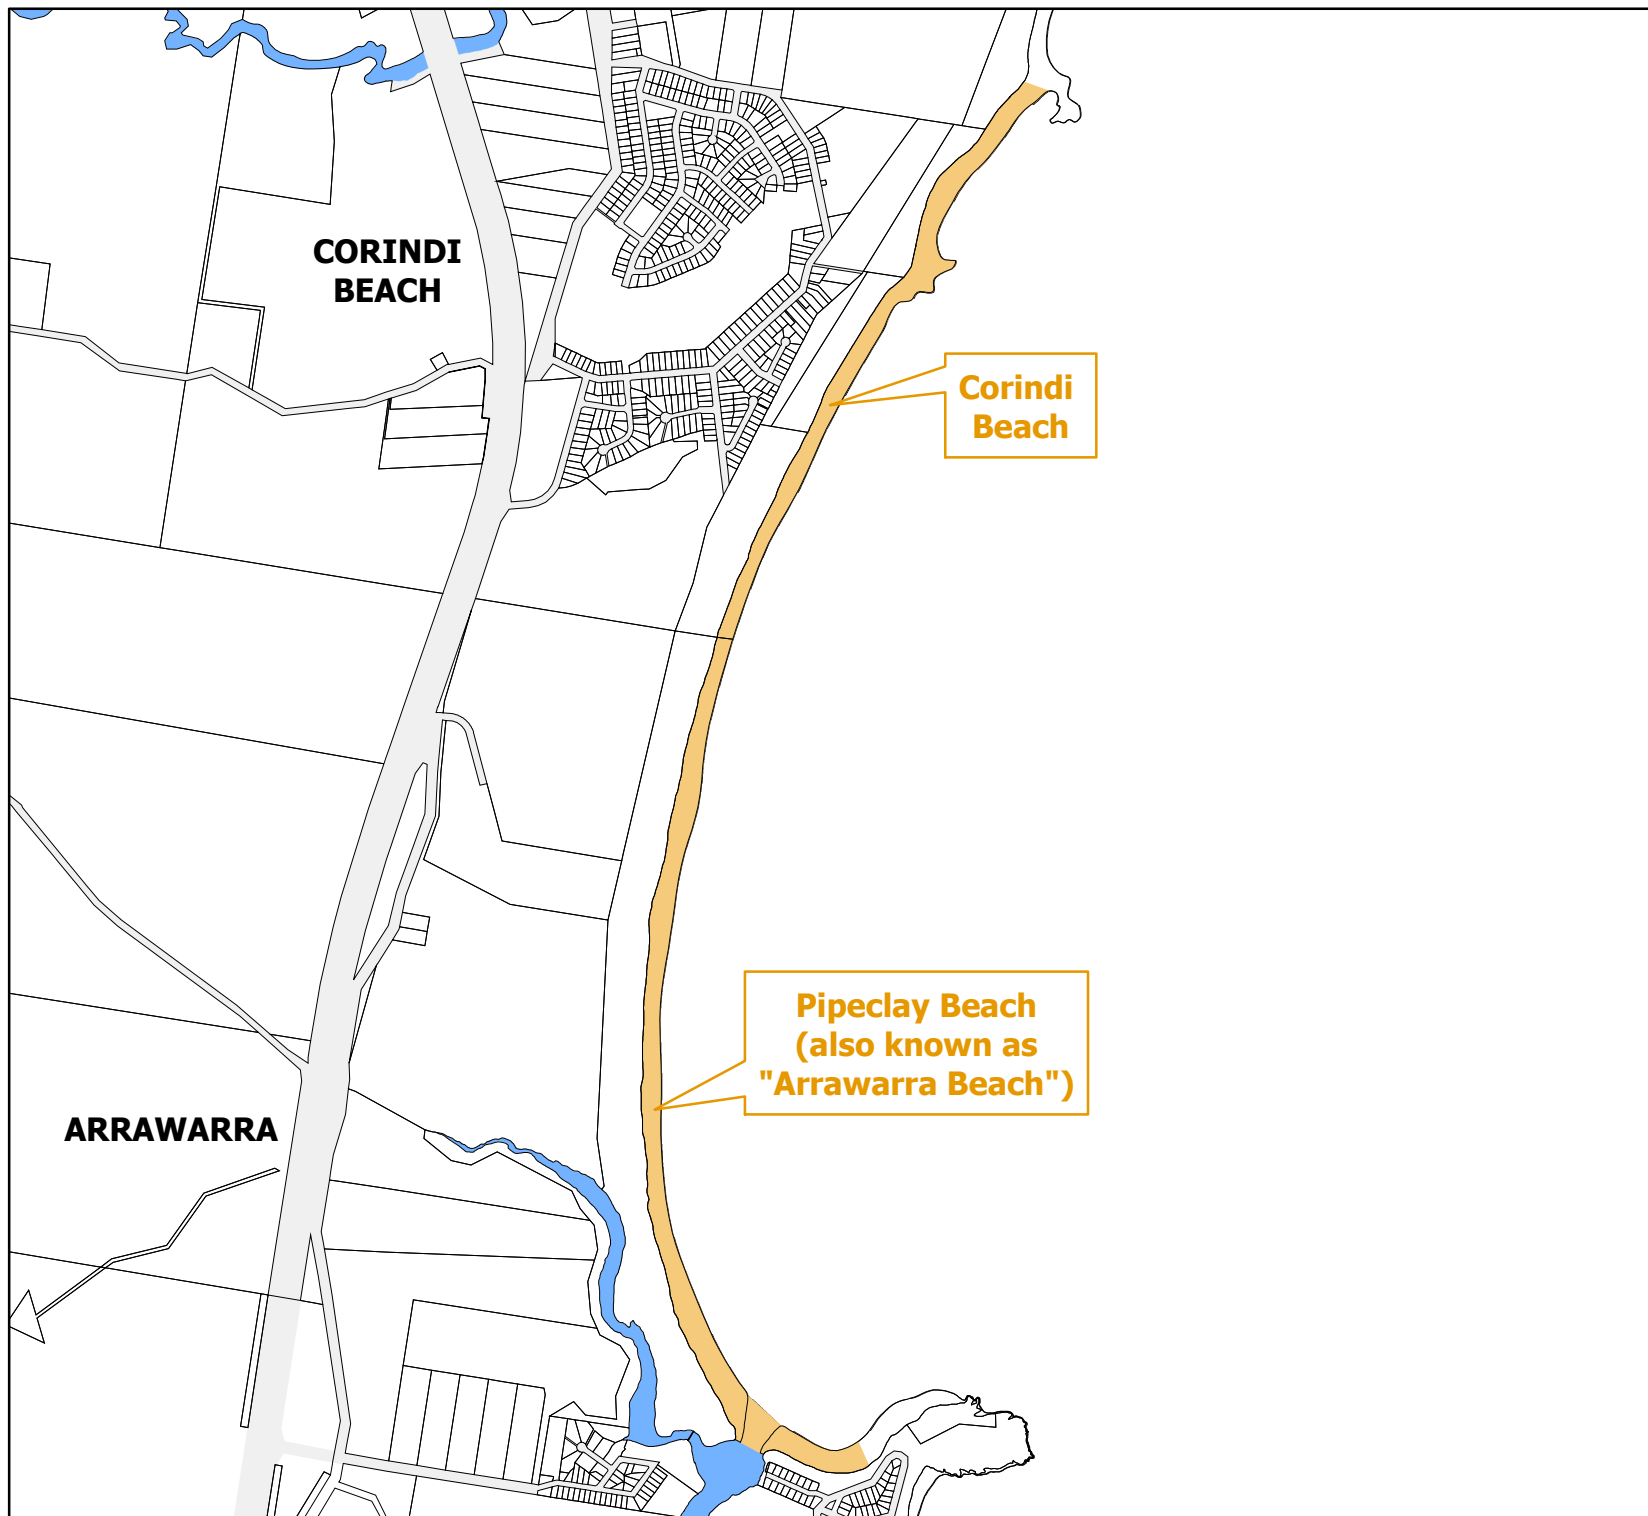 CORINDI
BEACH
Corindi
Beach
Pipeclay Beach
(also known as
"Arrawarra Beach")
ARRAWARRA